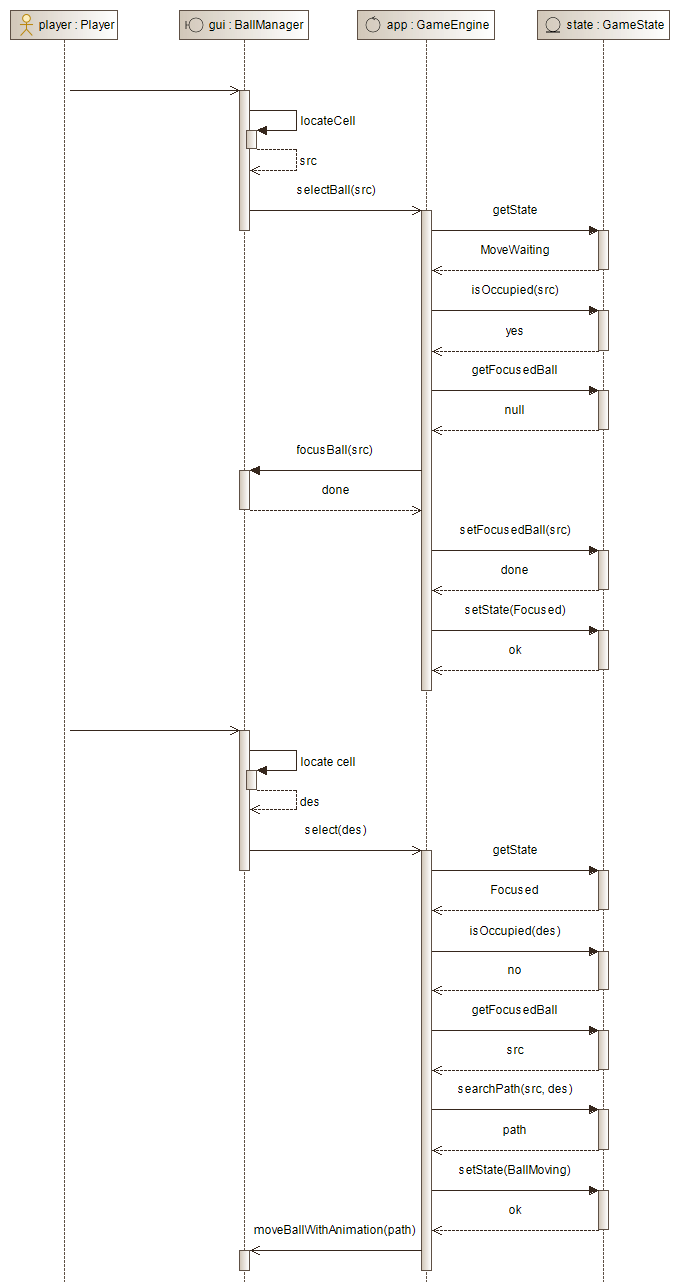 player : Player
gui : BallManager
app : GameEngine
state : GameState
locateCell
src
selectBall(src)
getState
MoveWaiting
isOccupied(src)
yes
getFocusedBall
null
focusBall(src)
done
setFocusedBall(src)
done
setState(Focused)
ok
locate cell
des
select(des)
getState
Focused
isOccupied(des)
no
getFocusedBall
src
searchPath(src, des)
path
setState(BallMoving)
ok
moveBallWithAnimation(path)